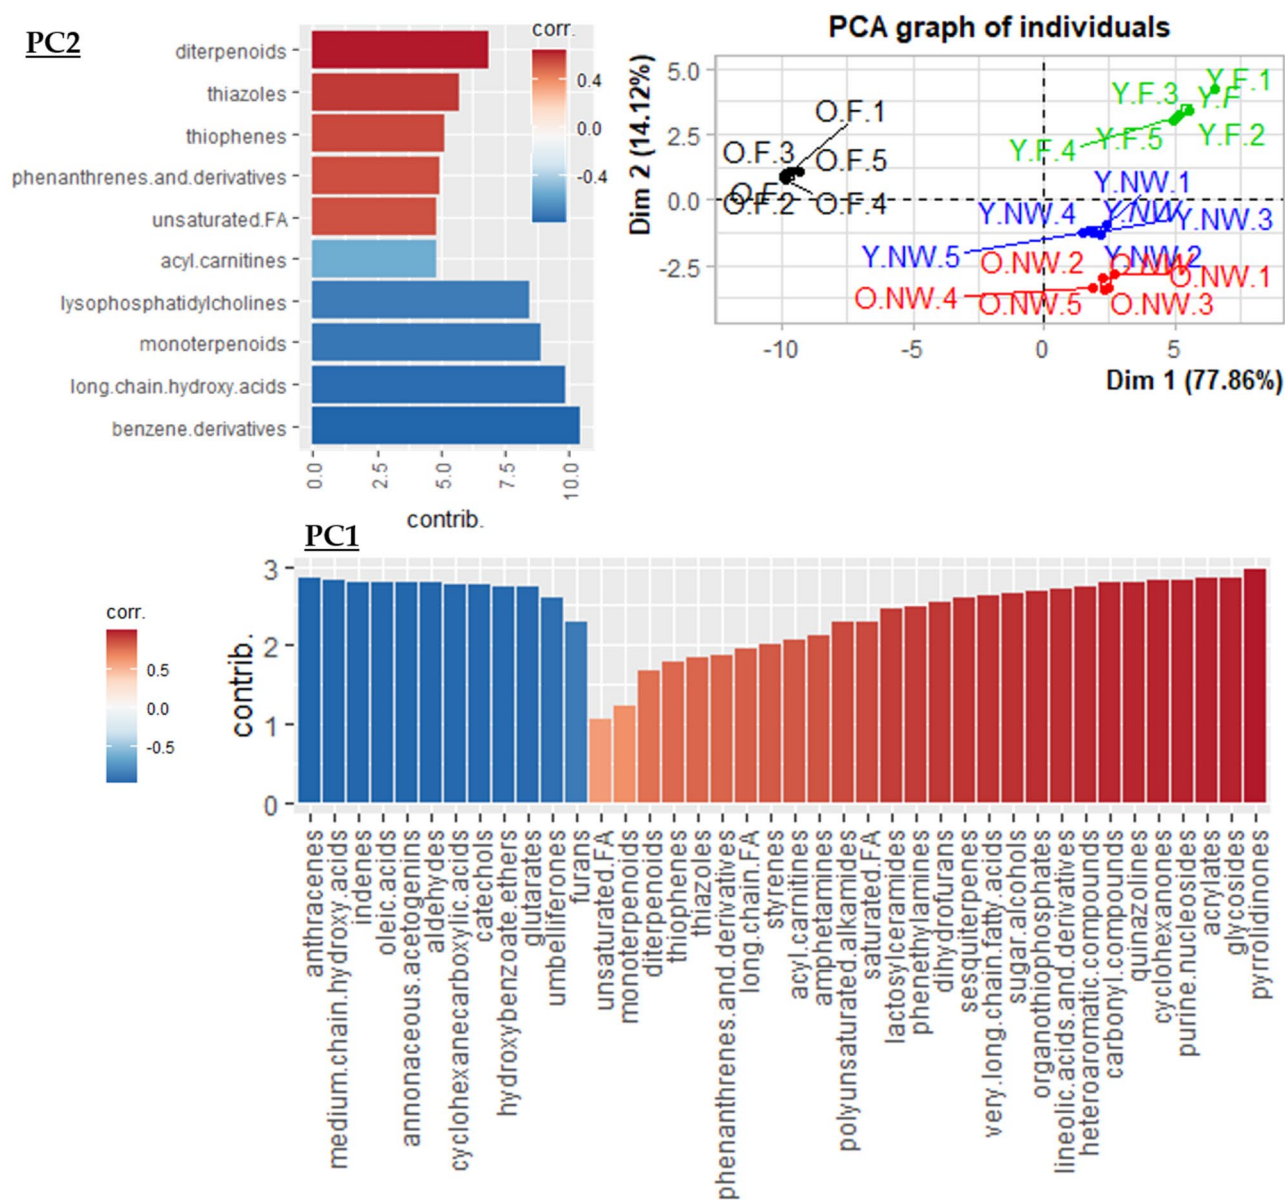 PC2
diterpenoids
thiazoles
thiophenes
phenanthrenes.and.derivatives
unsaturated.FA
acyl.carnitines
lysophosphatidylcholines
monoterpenoids
long.chain.hydroxy.acids
benzene.derivatives
0.0 2.5 5.0 7.5 10.0
contrib.
corr.
0.4
0.0
-0.4
PCA graph of individuals
Dim 2 (14.12%)
5.0
2.5
0.0
-2.5
O.F.1
O.F.3
O.F.5
O.F
O.F.2
O.F.4
Y.F.1
Y.F.3
Y.F
Y.F.5
Y.F.2
Y.F.4
Y.NW.1
Y.NW.4
Y.NW
Y.NW.3
Y.NW.5
Y.NW.2
O.NW.2
O.NW
O.NW.1
O.NW.4
O.NW.5
O.NW.3
-10 -5 0 5
Dim 1 (77.86%)
PC1
corr.
0.5
0.0
-0.5
contrib.
3
2
1
0
anthracenes
medium.chain.hydroxy.acids
indenes
oleic.acids
annonaceous.acetogenins
aldehydes
cyclohexanecarboxylic.acids
catechols
hydroxybenzoate.ethers
glutarates
umbelliferones
furans
unsaturated.FA
monoterpenoids
diterpenoids
thiophenes
thiazoles
phenanthrenes.and.derivatives
long.chain.FA
styrenes
acyl.carnitines
amphetamines
polyunsaturated.alkamides
saturated.FA
lactosylceramides
phenethylamines
dihydrofurans
sesquiterpenes
very.long.chain.fatty.acids
sugar.alcohols
organothiophosphates
lineolic.acids.and.derivatives
heteroaromatic.compounds
carbonyl.compounds
quinazolines
cyclohexanones
purine.nucleosides
acrylates
glycosides
pyrrolidinones